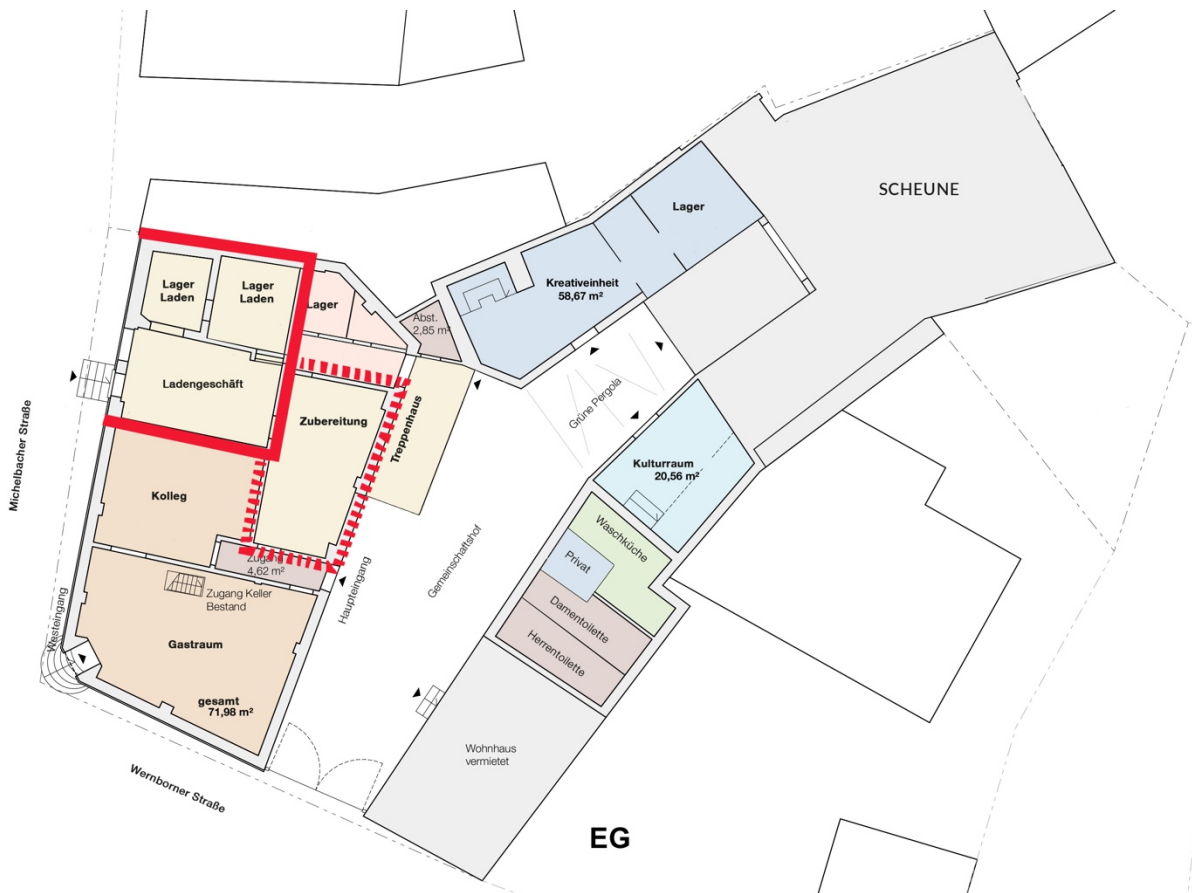 SCHEUNE
Lager
Kreativeinheit
58,67 m²
Lager
Laden
Lager
Laden
Lager
Abst.
2,85 m²
Ladengeschäft
Zubereitung
Treppenhaus
Grüne Pergola
Michelbacher Straße
Kulturraum
20,56 m²
Kolleg
Waschküche
Gemeinschaftshof
Privat
Zugang
4,62 m²
Zugang Keller
Bestand
Haupteingang
Damentoilette
Westeingang
Gastraum
Herrentoilette
gesamt
71,98 m²
Wohnhaus
vermietet
Wernborner Straße
EG